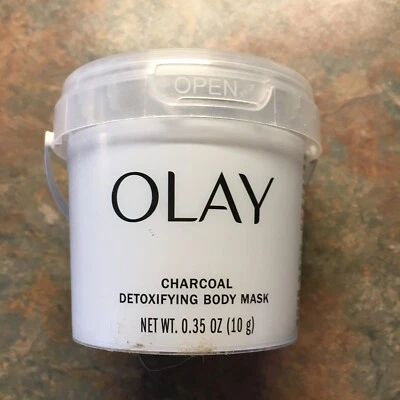 OPEN
OLAY
CHARCOAL
DETOXIFYING BODY MASK
NET WT. 0.35 OZ (10 g)